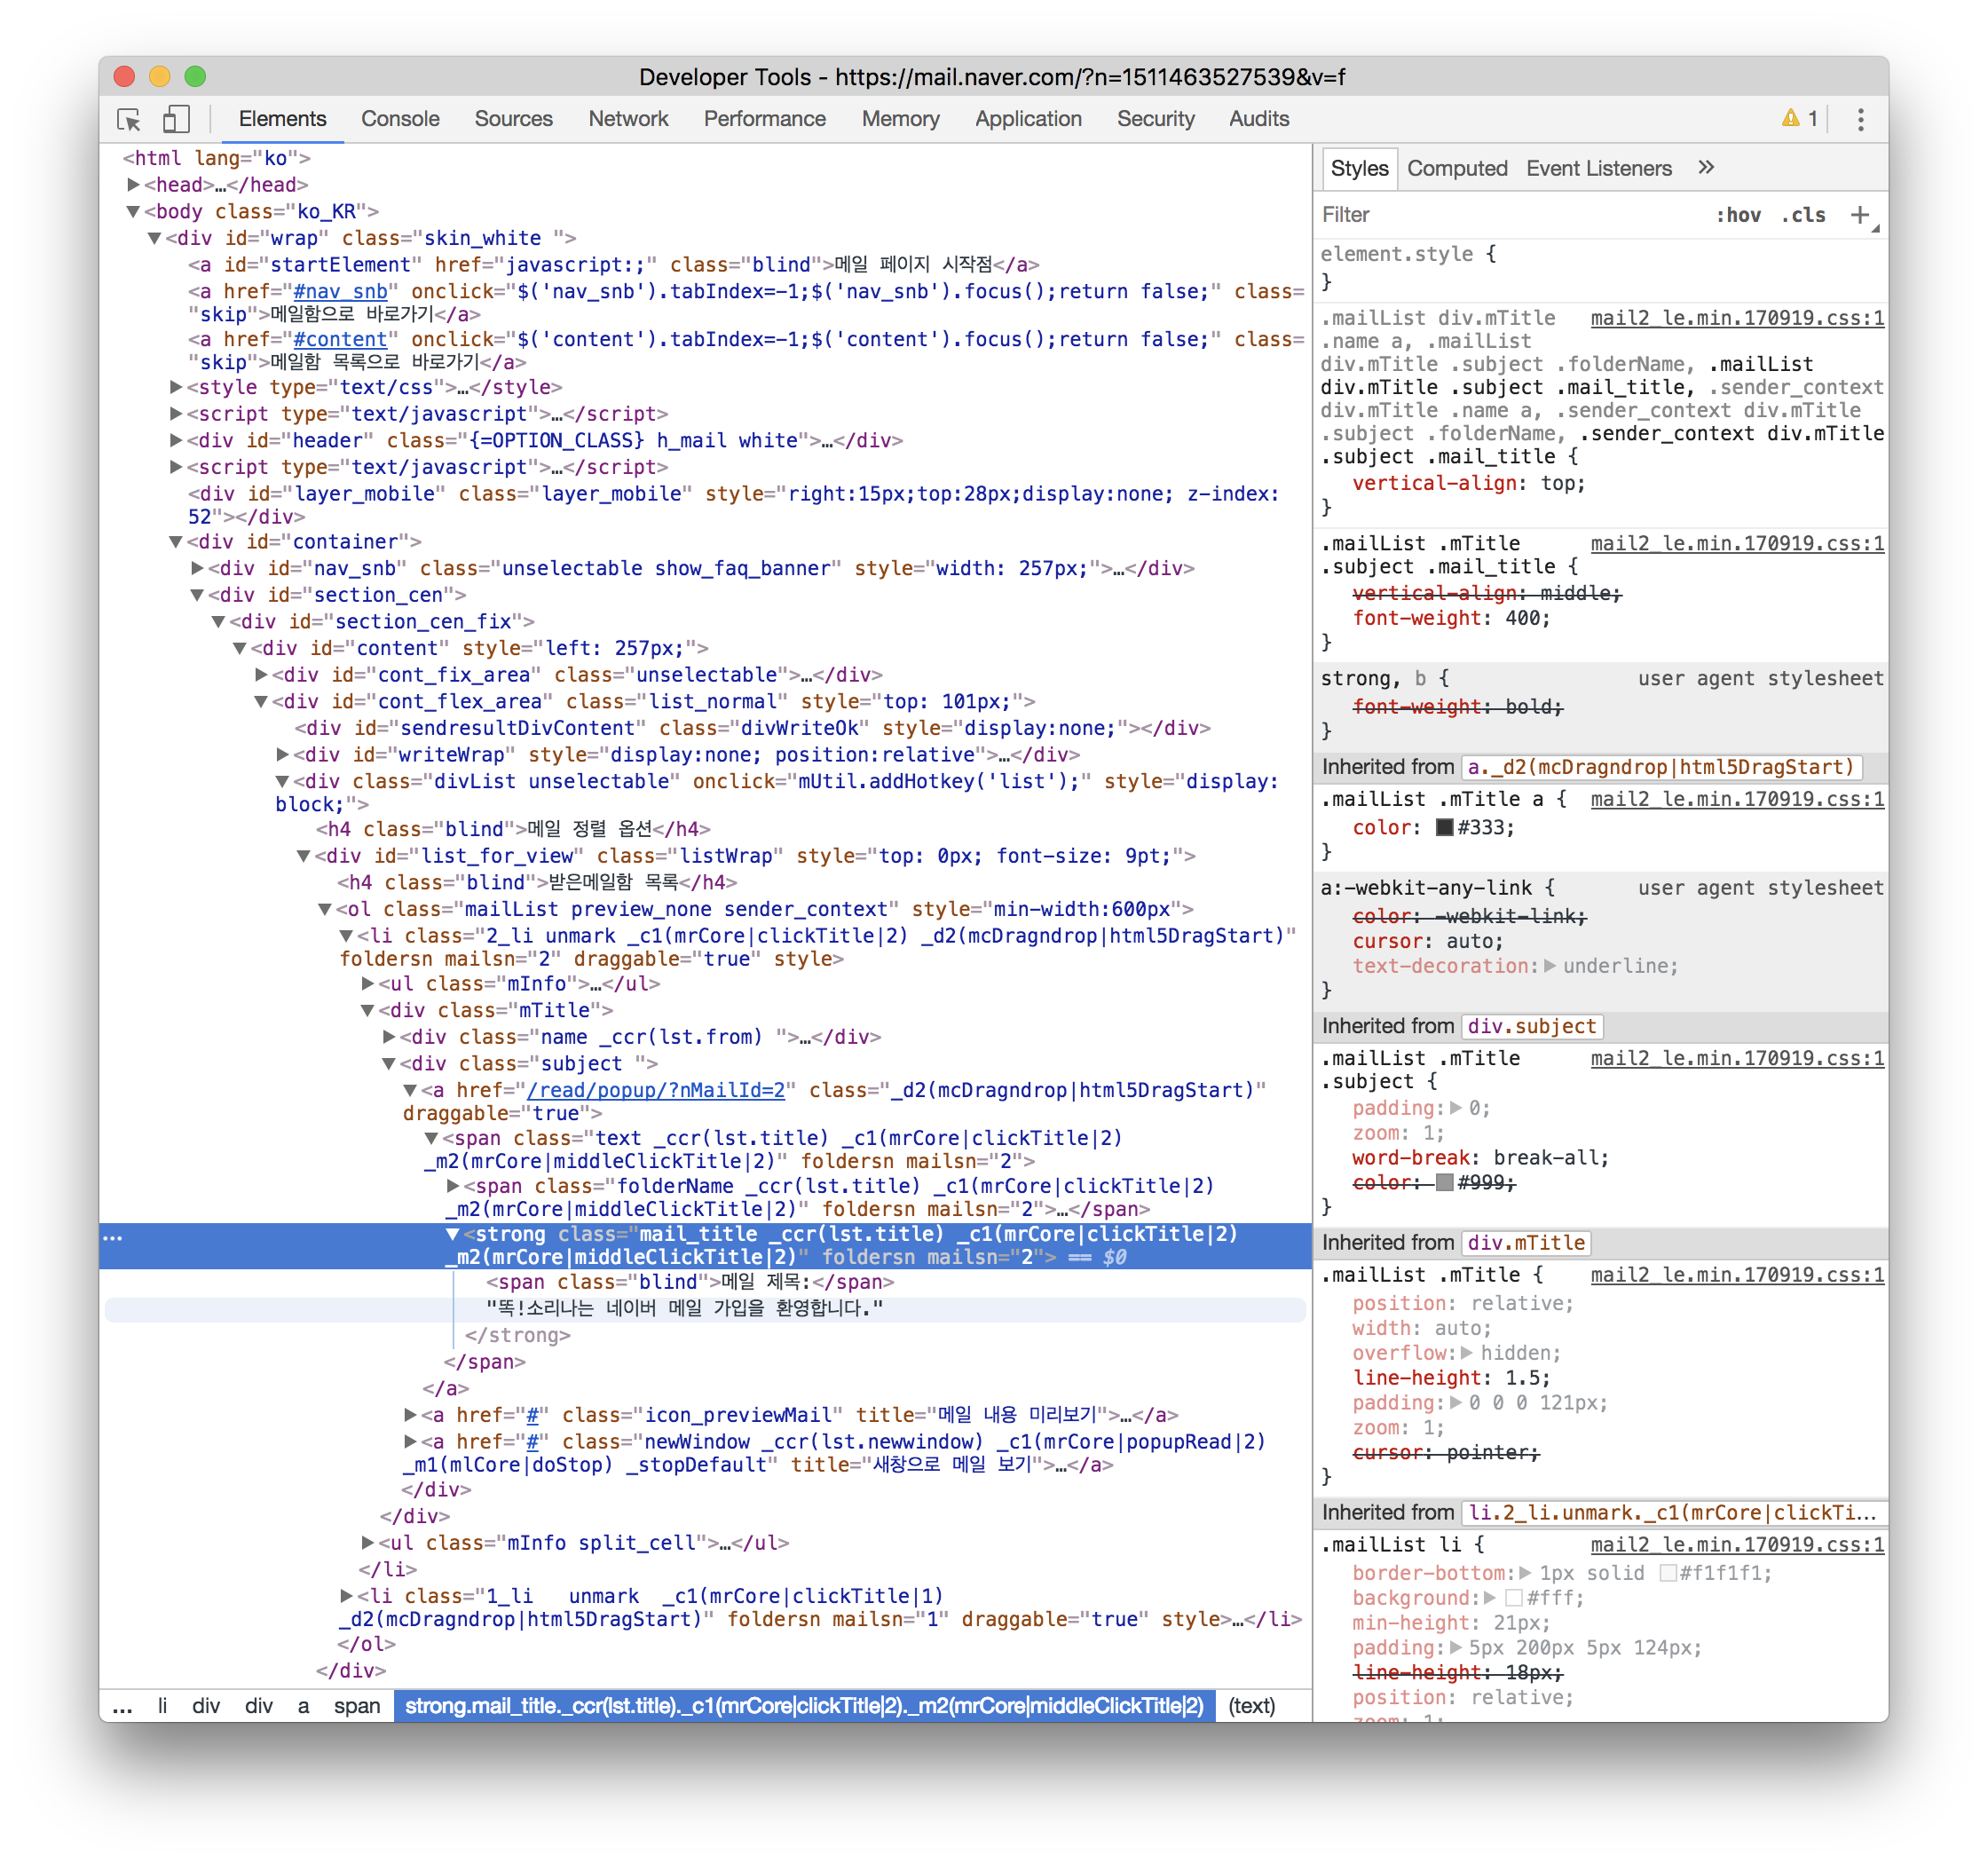 Developer Tools - https://mail.naver.com/?n=1511463527539&v=f
Elements Console Sources Network Performance Memory Application Security Audits 1
<html lang="ko">
<head>…</head>
<body class="ko_KR">
<div id="wrap" class="skin_white ">
<a id="startElement" href="javascript:;" class="blind">메일 페이지 시작점</a>
<a href="#nav_snb" onclick="$('nav_snb').tabIndex=-1;$('nav_snb').focus();return false;" class=
"skip">메일함으로 바로가기</a>
<a href="#content" onclick="$('content').tabIndex=-1;$('content').focus();return false;" class=
"skip">메일함 목록으로 바로가기</a>
<style type="text/css">…</style>
<script type="text/javascript">…</script>
<div id="header" class="{=OPTION_CLASS} h_mail white">…</div>
<script type="text/javascript">…</script>
<div id="layer_mobile" class="layer_mobile" style="right:15px;top:28px;display:none; z-index:
52"></div>
<div id="container">
<div id="nav_snb" class="unselectable show_faq_banner" style="width: 257px;">…</div>
<div id="section_cen">
<div id="section_cen_fix">
<div id="content" style="left: 257px;">
<div id="cont_fix_area" class="unselectable">…</div>
<div id="cont_flex_area" class="list_normal" style="top: 101px;">
<div id="sendresultDivContent" class="divWriteOk" style="display:none;"></div>
<div id="writeWrap" style="display:none; position:relative">…</div>
<div class="divList unselectable" onclick="mUtil.addHotkey('list');" style="display:
block;">
<h4 class="blind">메일 정렬 옵션</h4>
<div id="list_for_view" class="listWrap" style="top: 0px; font-size: 9pt;">
<h4 class="blind">받은메일함 목록</h4>
<ol class="mailList preview_none sender_context" style="min-width:600px">
<li class="2_li unmark _c1(mrCore|clickTitle|2) _d2(mcDragndrop|html5DragStart)"
foldersn mailsn="2" draggable="true" style>
<ul class="mInfo">…</ul>
<div class="mTitle">
<div class="name _ccr(lst.from) ">…</div>
<div class="subject ">
<a href="/read/popup/?nMailId=2" class="_d2(mcDragndrop|html5DragStart)"
draggable="true">
<span class="text _ccr(lst.title) _c1(mrCore|clickTitle|2)
_m2(mrCore|middleClickTitle|2)" foldersn mailsn="2">
<span class="folderName _ccr(lst.title) _c1(mrCore|clickTitle|2)
_m2(mrCore|middleClickTitle|2)" foldersn mailsn="2">…</span>
… <strong class="mail_title _ccr(lst.title) _c1(mrCore|clickTitle|2)
_m2(mrCore|middleClickTitle|2)" foldersn mailsn="2"> == $0
<span class="blind">메일 제목:</span>
"똑!소리나는 네이버 메일 가입을 환영합니다."
</strong>
</span>
</a>
<a href="#" class="icon_previewMail" title="메일 내용 미리보기">…</a>
<a href="#" class="newWindow _ccr(lst.newwindow) _c1(mrCore|popupRead|2)
_m1(mlCore|doStop) _stopDefault" title="새창으로 메일 보기">…</a>
</div>
</div>
<ul class="mInfo split_cell">…</ul>
</li>
<li class="1_li   unmark  _c1(mrCore|clickTitle|1)
_d2(mcDragndrop|html5DragStart)" foldersn mailsn="1" draggable="true" style>…</li>
</ol>
</div>
… li div div a span strong.mail_title._ccr(lst.title)._c1(mrCore|clickTitle|2)._m2(mrCore|middleClickTitle|2) (text)
Styles Computed Event Listeners »
Filter :hov .cls +
element.style {
}
.mailList div.mTitle mail2_le.min.170919.css:1
.name a, .mailList
div.mTitle .subject .folderName, .mailList
div.mTitle .subject .mail_title, .sender_context
div.mTitle .name a, .sender_context div.mTitle
.subject .folderName, .sender_context div.mTitle
.subject .mail_title {
vertical-align: top;
}
.mailList .mTitle mail2_le.min.170919.css:1
.subject .mail_title {
vertical-align: middle;
font-weight: 400;
}
strong, b { user agent stylesheet
font-weight: bold;
}
Inherited from a._d2(mcDragndrop|html5DragStart)
.mailList .mTitle a { mail2_le.min.170919.css:1
color: #333;
}
a:-webkit-any-link { user agent stylesheet
color: -webkit-link;
cursor: auto;
text-decoration: underline;
}
Inherited from div.subject
.mailList .mTitle mail2_le.min.170919.css:1
.subject {
padding: 0;
zoom: 1;
word-break: break-all;
color: #999;
}
Inherited from div.mTitle
.mailList .mTitle { mail2_le.min.170919.css:1
position: relative;
width: auto;
overflow: hidden;
line-height: 1.5;
padding: 0 0 0 121px;
zoom: 1;
cursor: pointer;
}
Inherited from li.2_li.unmark._c1(mrCore|clickTi…
.mailList li { mail2_le.min.170919.css:1
border-bottom: 1px solid #f1f1f1;
background: #fff;
min-height: 21px;
padding: 5px 200px 5px 124px;
line-height: 18px;
position: relative;
zoom: 1;